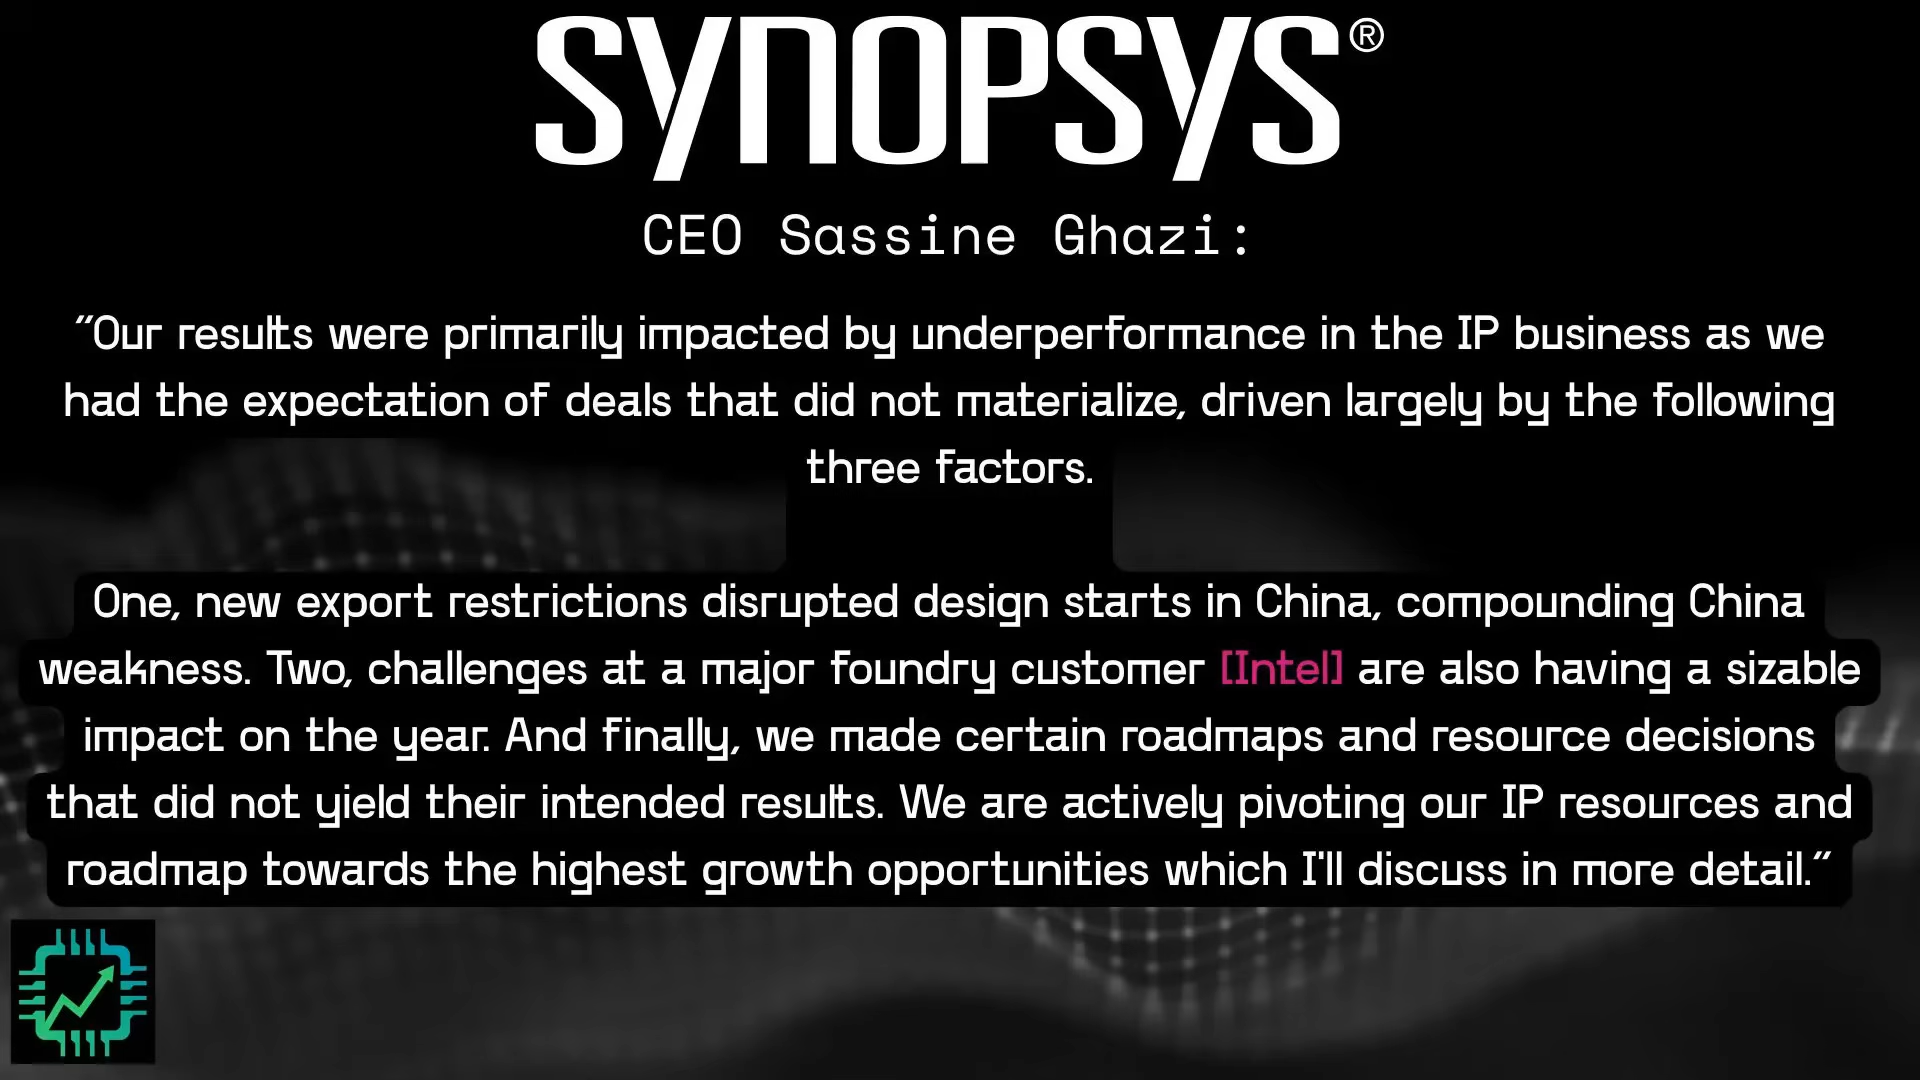 SYNOPSYS®
CEO Sassine Ghazi:
“Our results were primarily impacted by underperformance in the IP business as we
had the expectation of deals that did not materialize, driven largely by the following
three factors.
One, new export restrictions disrupted design starts in China, compounding China
weakness. Two, challenges at a major foundry customer [Intel] are also having a sizable
impact on the year. And finally, we made certain roadmaps and resource decisions
that did not yield their intended results. We are actively pivoting our IP resources and
roadmap towards the highest growth opportunities which I'll discuss in more detail.”